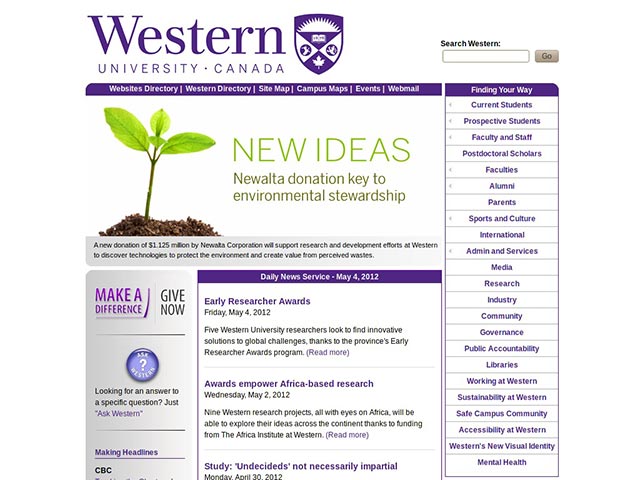 Western
UNIVERSITY · CANADA
Search Western:
Go
Websites Directory | Western Directory | Site Map | Campus Maps | Events | Webmail
NEW IDEAS
Newalta donation key to
environmental stewardship
A new donation of $1.125 million by Newalta Corporation will support research and development efforts at Western
to discover technologies to protect the environment and create value from perceived wastes.
MAKE A
DIFFERENCE
GIVE
NOW
ASK
?
WESTERN
Looking for an answer to
a specific question? Just
"Ask Western"
Making Headlines
CBC
Daily News Service - May 4, 2012
Early Researcher Awards
Friday, May 4, 2012
Five Western University researchers look to find innovative
solutions to global challenges, thanks to the province's Early
Researcher Awards program. (Read more)
Awards empower Africa-based research
Wednesday, May 2, 2012
Nine Western research projects, all with eyes on Africa, will be
able to explore their ideas across the continent thanks to funding
from The Africa Institute at Western. (Read more)
Study: 'Undecideds' not necessarily impartial
Monday, April 30, 2012
Finding Your Way
Current Students
Prospective Students
Faculty and Staff
Postdoctoral Scholars
Faculties
Alumni
Parents
Sports and Culture
International
Admin and Services
Media
Research
Industry
Community
Governance
Public Accountability
Libraries
Working at Western
Sustainability at Western
Safe Campus Community
Accessibility at Western
Western's New Visual Identity
Mental Health